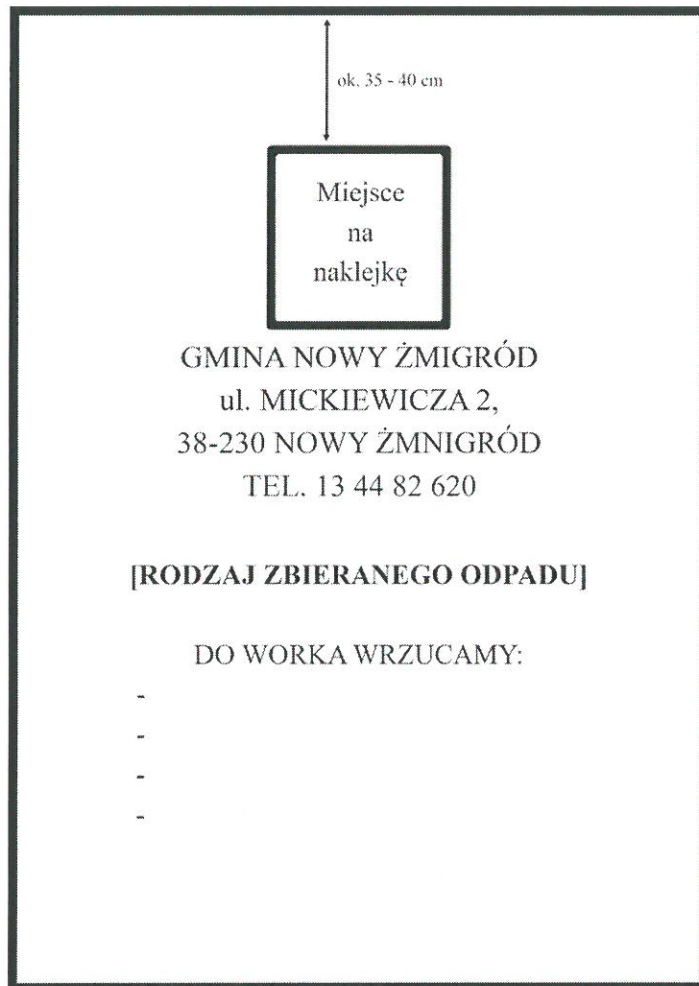 ok. 35 - 40 cm
Miejsce
na
naklejkę
GMINA NOWY ŻMIGRÓD
ul. MICKIEWICZA 2,
38-230 NOWY ŻMNIGRÓD
TEL. 13 44 82 620
[RODZAJ ZBIERANEGO ODPADU]
DO WORKA WRZUCAMY:
-
-
-
-